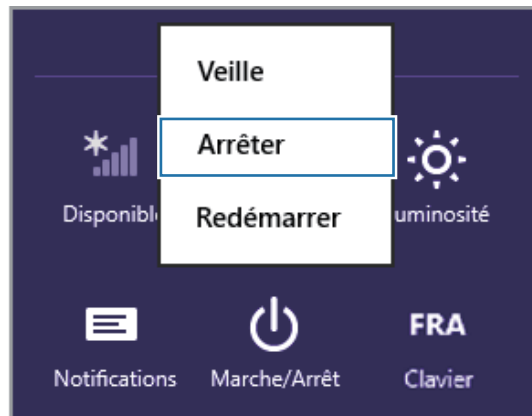 Veille
Arrêter
Redémarrer
Disponibl
uminosité
FRA
Notifications
Marche/Arrêt
Clavier